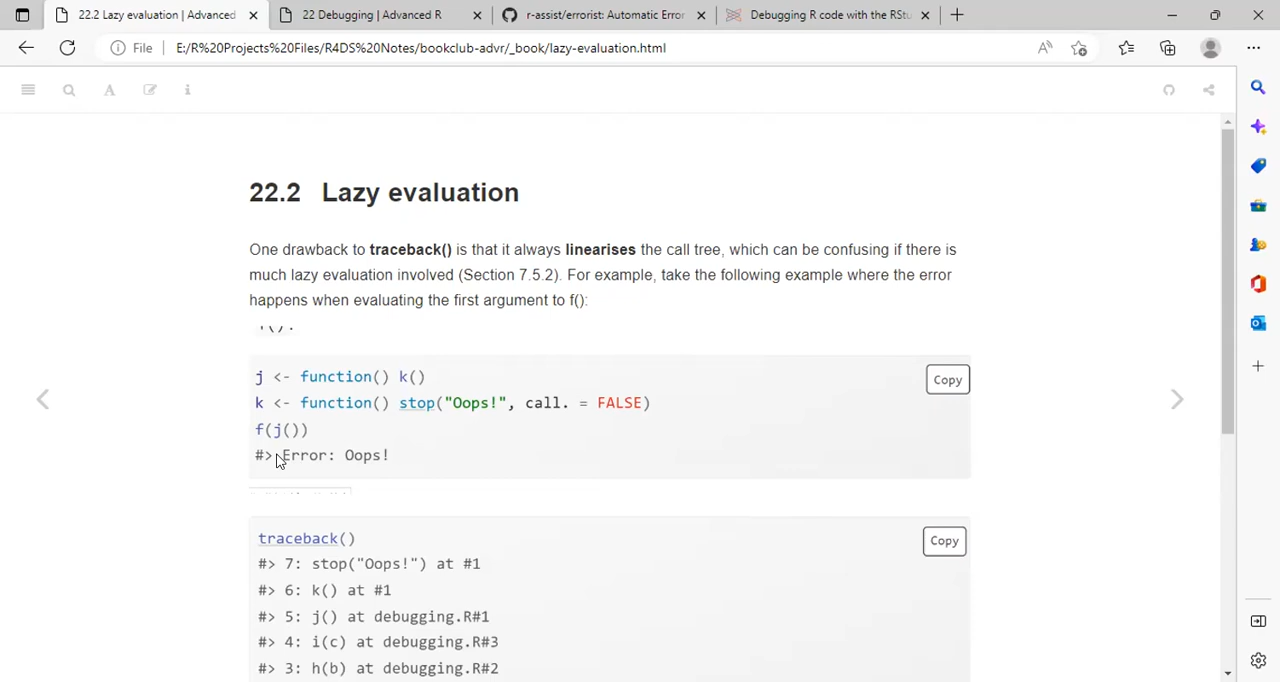 22.2 Lazy evaluation | Advanced
22 Debugging | Advanced R
r-assist/errorist: Automatic Error
Debugging R code with the RStu
File
E:/R%20Projects%20Files/R4DS%20Notes/bookclub-advr/_book/lazy-evaluation.html
22.2 Lazy evaluation
One drawback to traceback() is that it always linearises the call tree, which can be confusing if there is
much lazy evaluation involved (Section 7.5.2). For example, take the following example where the error
happens when evaluating the first argument to f():
j <- function() k()
Copy
k <- function() stop("Oops!", call. = FALSE)
f(j())
#> Error: Oops!
traceback()
Copy
#> 7: stop("Oops!") at #1
#> 6: k() at #1
#> 5: j() at debugging.R#1
#> 4: i(c) at debugging.R#3
#> 3: h(b) at debugging.R#2